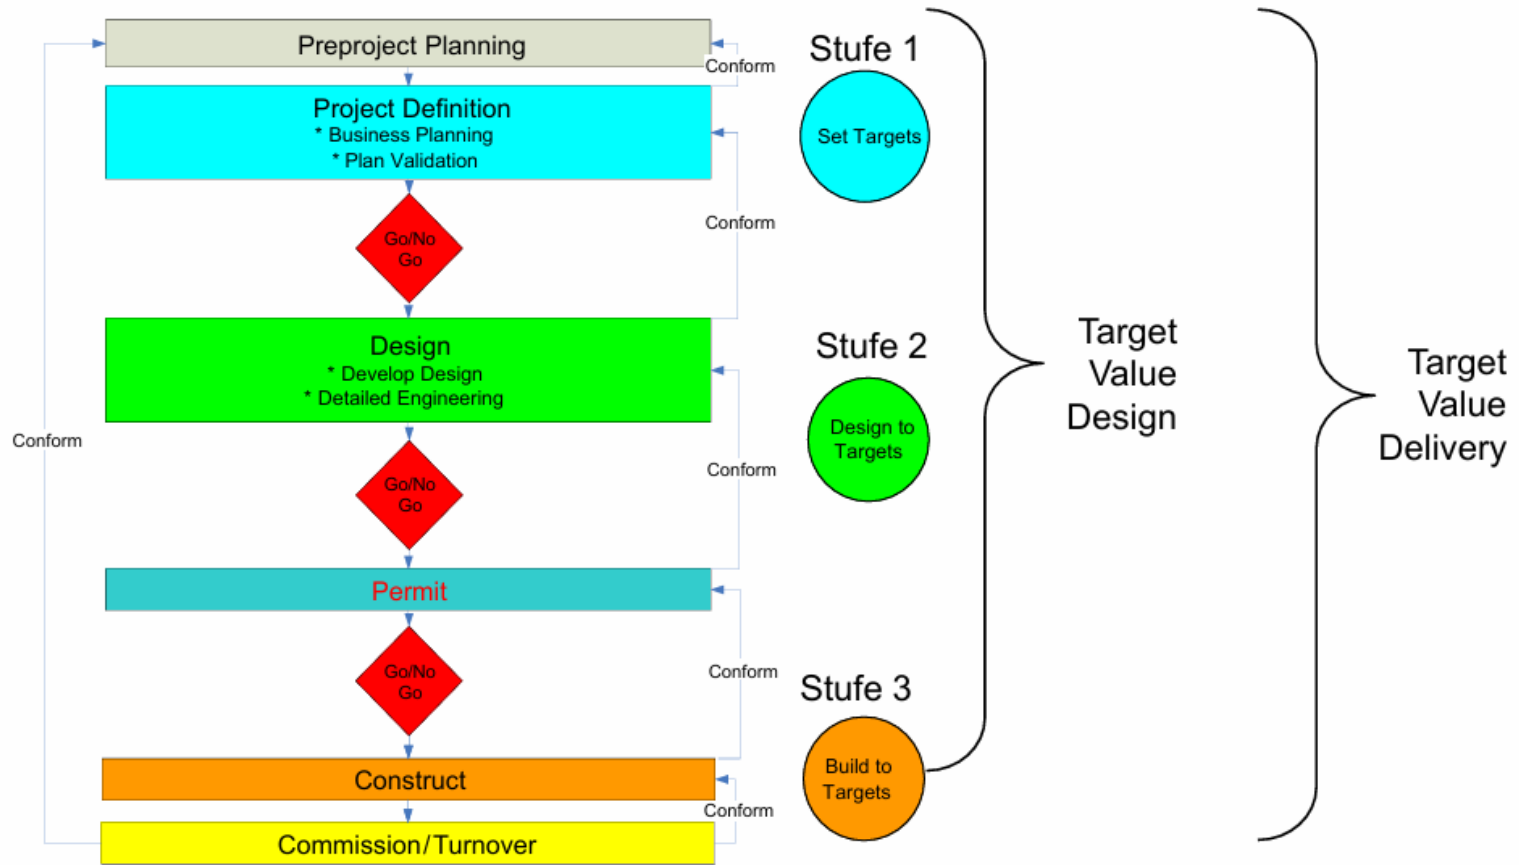 Preproject Planning
Conform
Project Definition
* Business Planning
* Plan Validation
Conform
Go/No
Go
Design
* Develop Design
* Detailed Engineering
Conform
Conform
Go/No
Go
Permit
Conform
Go/No
Go
Construct
Conform
Commission/Turnover
Stufe 1
Set Targets
Stufe 2
Design to
Targets
Stufe 3
Build to
Targets
Target
Value
Design
Target
Value
Delivery